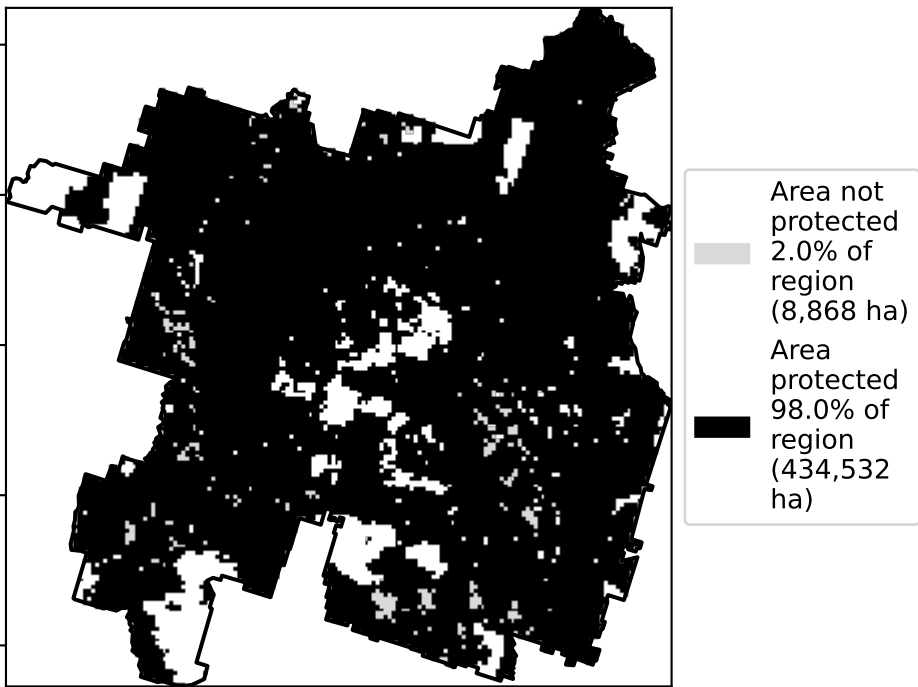 Area not
protected
2.0% of
region
(8,868 ha)
Area
protected
98.0% of
region
(434,532
ha)